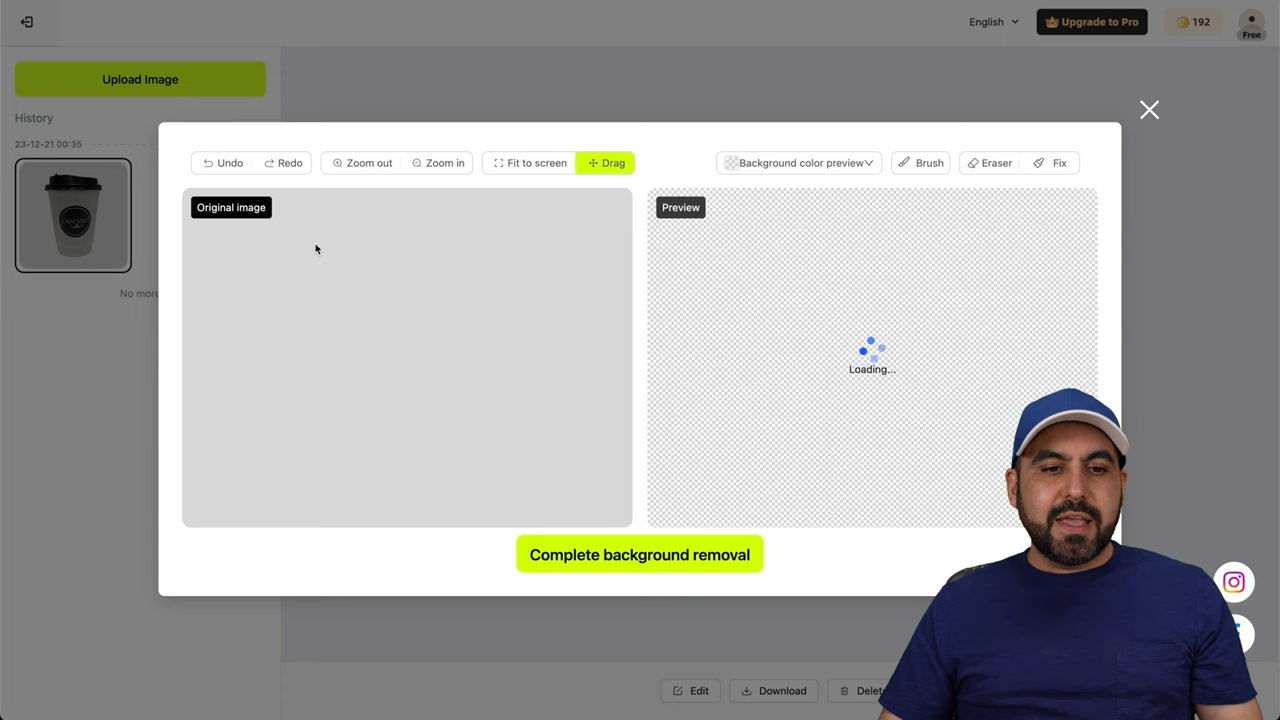 English
Upgrade to Pro
192
Free
Upload Image
History
23-12-21 00:35
No more
Undo
Redo
Zoom out
Zoom in
Fit to screen
Drag
Background color preview
Brush
Eraser
Fix
Original image
Preview
Loading...
Complete background removal
Edit
Download